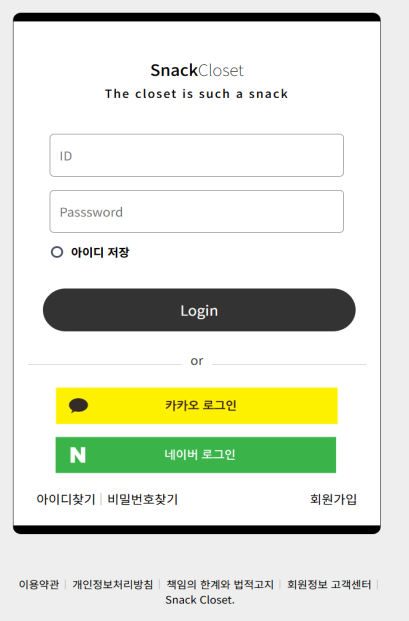 SnackCloset
The closet is such a snack
ID
Passsword
아이디 저장
Login
or
카카오 로그인
N 네이버 로그인
아이디찾기 | 비밀번호찾기 회원가입
이용약관 | 개인정보처리방침 | 책임의 한계와 법적고지 | 회원정보 고객센터 |
Snack Closet.